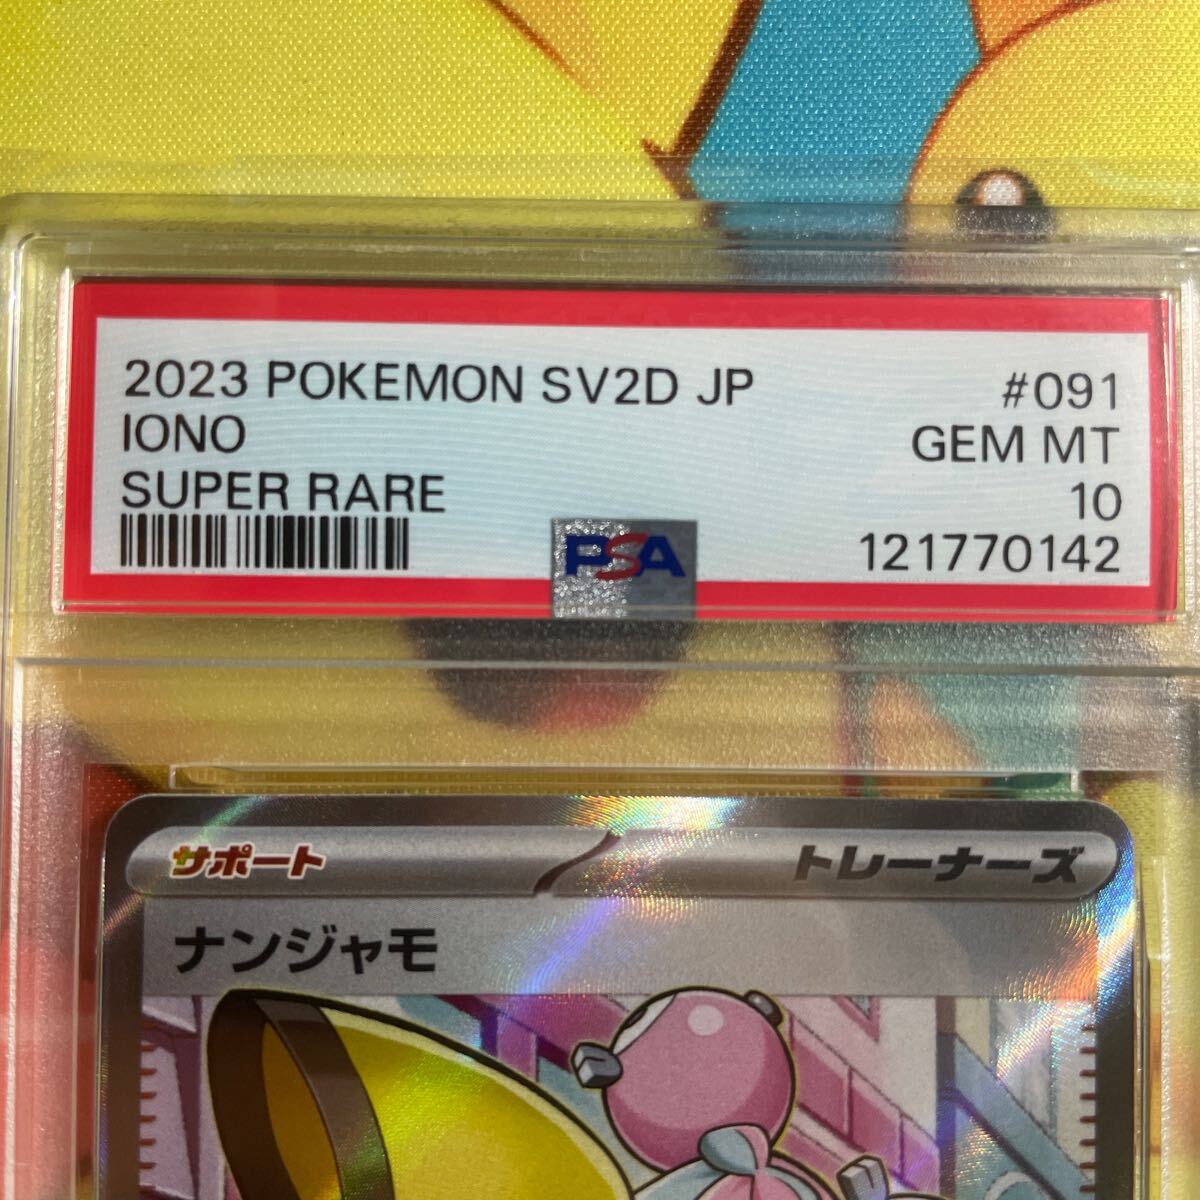 2023 POKEMON SV2D JP #091
IONO GEM MT
SUPER RARE 10
PSA 121770142
サポート トレーナーズ
ナンジャモ